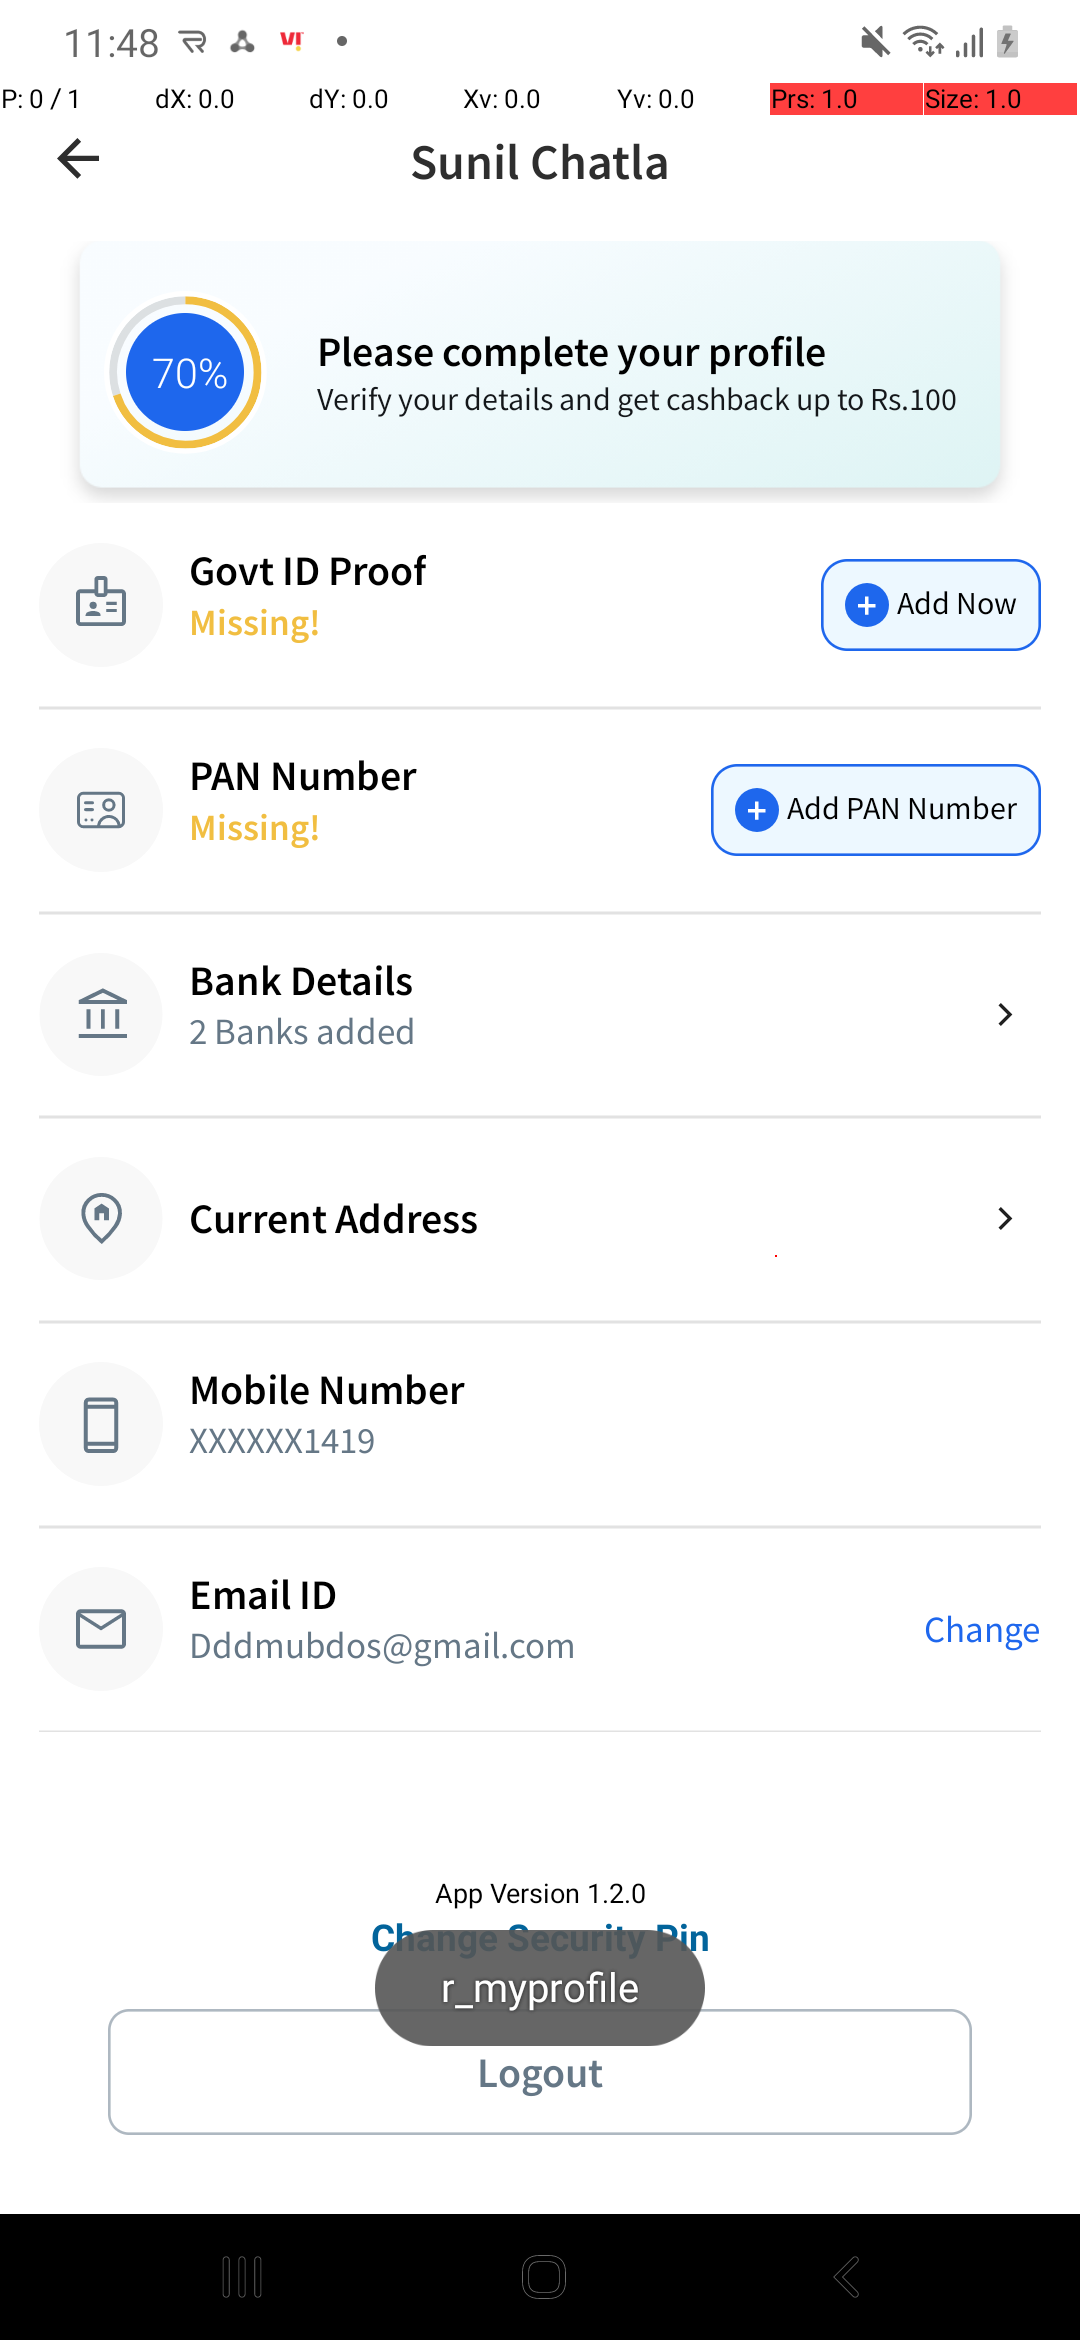 11:48
P: 0 / 1 dX: 0.0 dY: 0.0 Xv: 0.0 Yv: 0.0 Prs: 1.0 Size: 1.0
Sunil Chatla
70%
Please complete your profile
Verify your details and get cashback up to Rs.100
Govt ID Proof
Missing!
Add Now
PAN Number
Missing!
Add PAN Number
Bank Details
2 Banks added
Current Address
Mobile Number
XXXXXX1419
Email ID
Dddmubdos@gmail.com
Change
App Version 1.2.0
Change Security Pin
r_myprofile
Logout